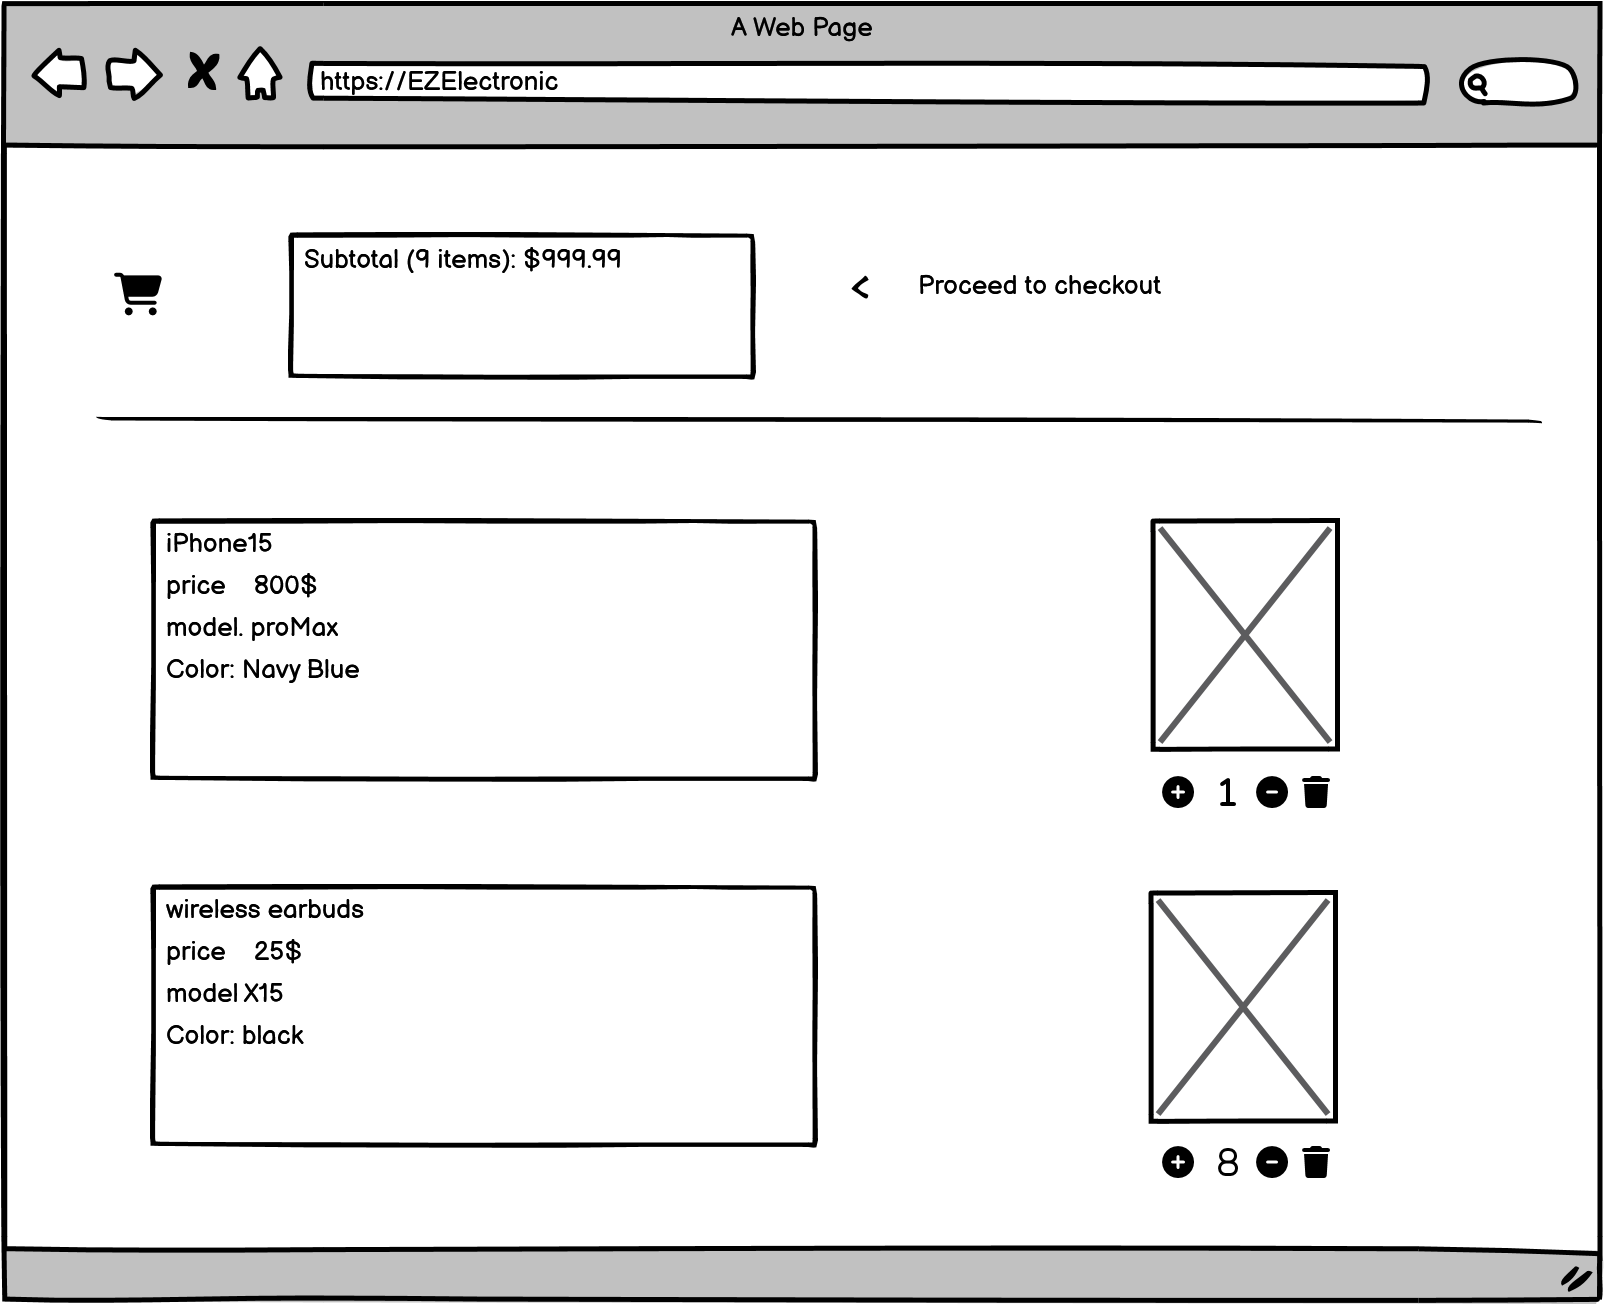 A Web Page
https://EZElectronic
Subtotal (9 items): $999.99
Proceed to checkout
iPhone15
price    800$
model. proMax
Color: Navy Blue
1
wireless earbuds
price    25$
model X15
Color: black
8